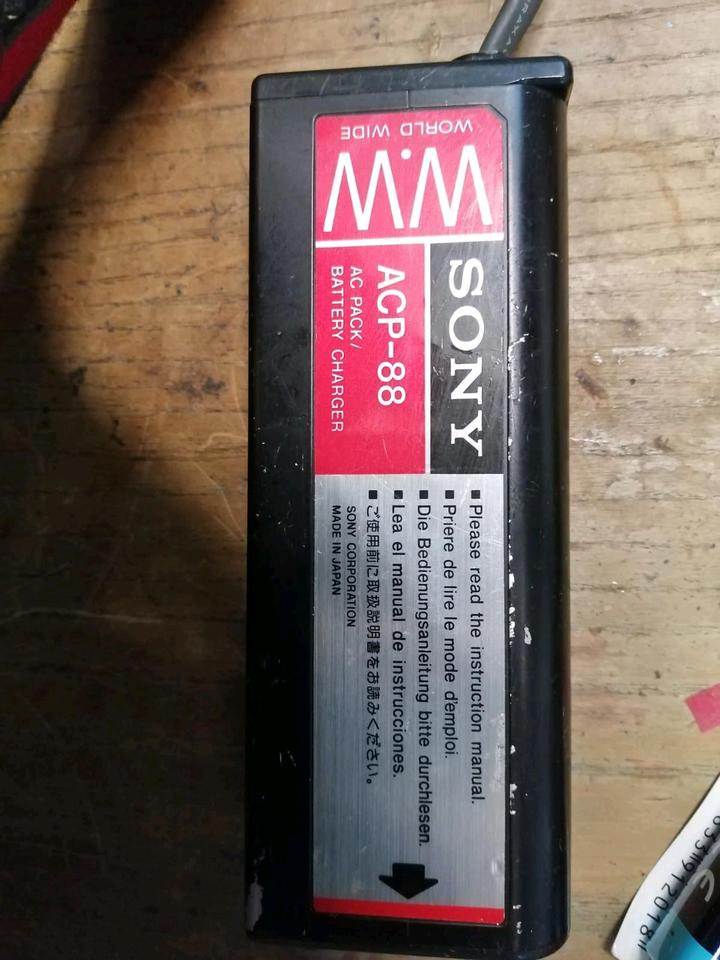 WORLD WIDE
W.W
SONY
ACP-88
AC PACK/
BATTERY CHARGER
■ Please read the instruction manual.
■ Priere de lire le mode d'emploi.
■ Die Bedienungsanleitung bitte durchlesen.
■ Lea el manual de instrucciones.
■ ご使用前に取扱説明書をお読みください。
SONY CORPORATION
MADE IN JAPAN